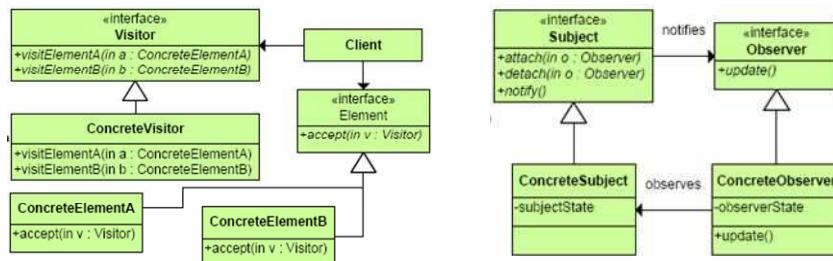 «interface»
Visitor
+visitElementA(in a : ConcreteElementA)
+visitElementB(in b : ConcreteElementB)
Client
«interface»
Element
+accept(in v : Visitor)
ConcreteVisitor
+visitElementA(in a : ConcreteElementA)
+visitElementB(in b : ConcreteElementB)
ConcreteElementA
+accept(in v : Visitor)
ConcreteElementB
+accept(in v : Visitor)
«interface»
Subject
+attach(in o : Observer)
+detach(in o : Observer)
+notify()
notifies
«interface»
Observer
+update()
ConcreteSubject
-subjectState
observes
ConcreteObserver
-observerState
+update()